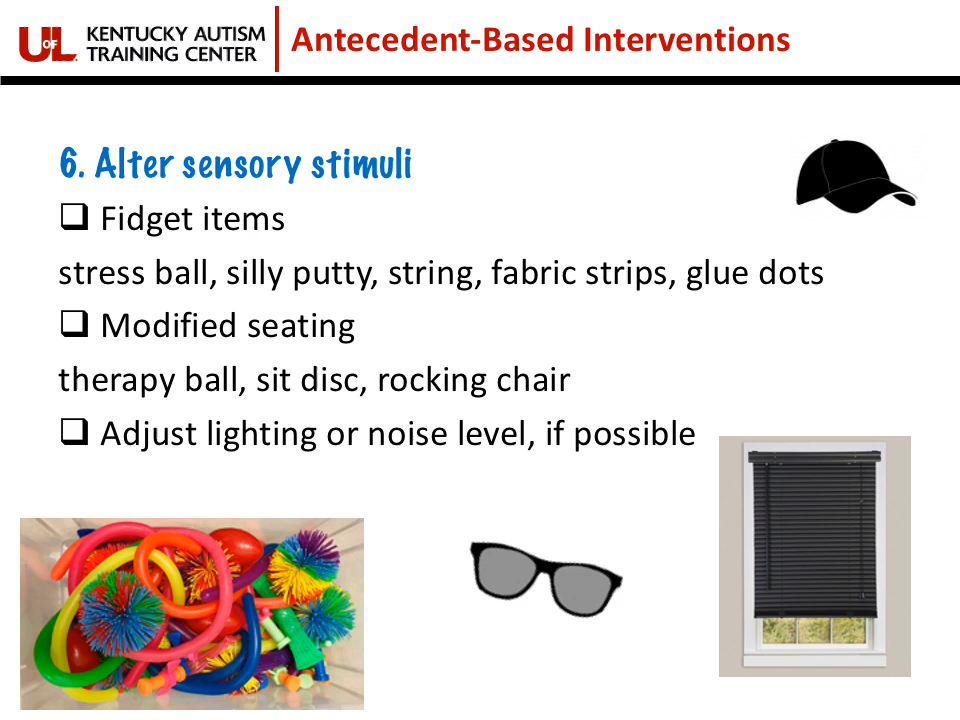 UofL KENTUCKY AUTISM
TRAINING CENTER
Antecedent-Based Interventions
6. Alter sensory stimuli
❑ Fidget items
stress ball, silly putty, string, fabric strips, glue dots
❑ Modified seating
therapy ball, sit disc, rocking chair
❑ Adjust lighting or noise level, if possible